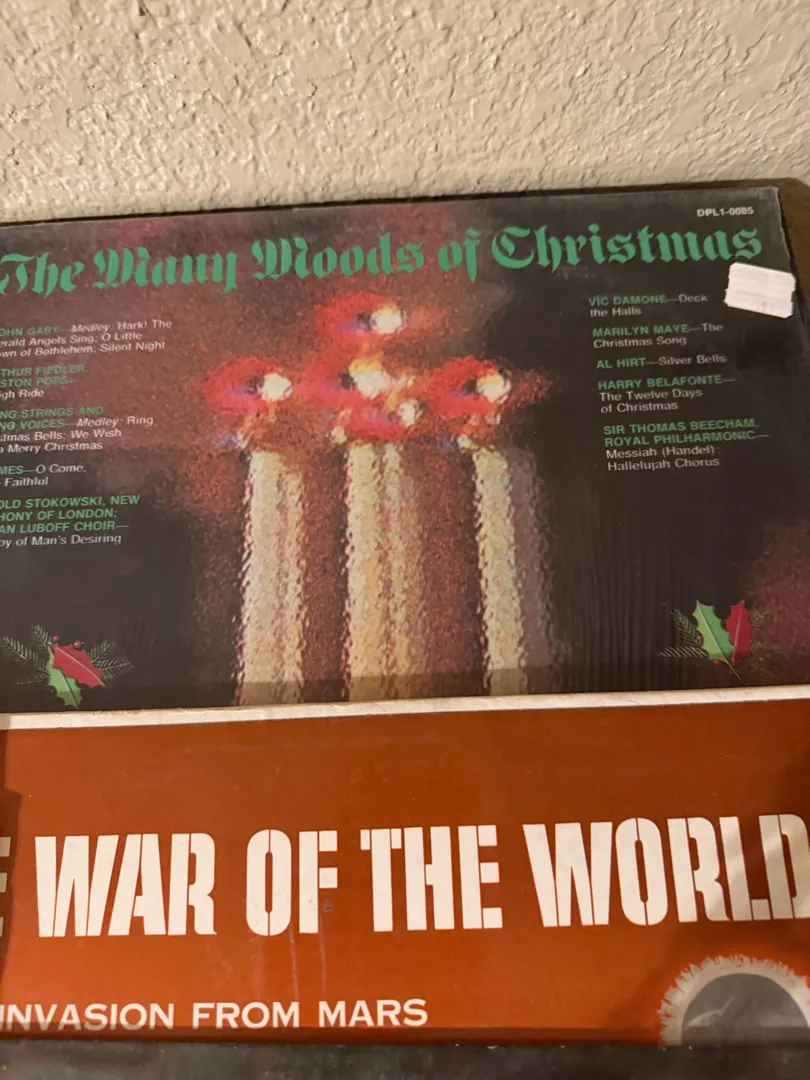 DPL1-0085
The Many Moods of Christmas
OHN GARY—Medley: Hark! The
erald Angels Sing; O Little
own of Bethlehem; Silent Night
THUR FIEDLER
STON POPS—
igh Ride
NG STRINGS AND
NG VOICES—Medley: Ring
stmas Bells; We Wish
a Merry Christmas
MES—O Come,
Faithful
OLD STOKOWSKI, NEW
HONY OF LONDON;
AN LUBOFF CHOIR—
oy of Man's Desiring
VIC DAMONE—Deck
the Halls
MARILYN MAYE—The
Christmas Song
AL HIRT—Silver Bells
HARRY BELAFONTE—
The Twelve Days
of Christmas
SIR THOMAS BEECHAM,
ROYAL PHILHARMONIC—
Messiah (Handel):
Hallelujah Chorus
E WAR OF THE WORLD
INVASION FROM MARS